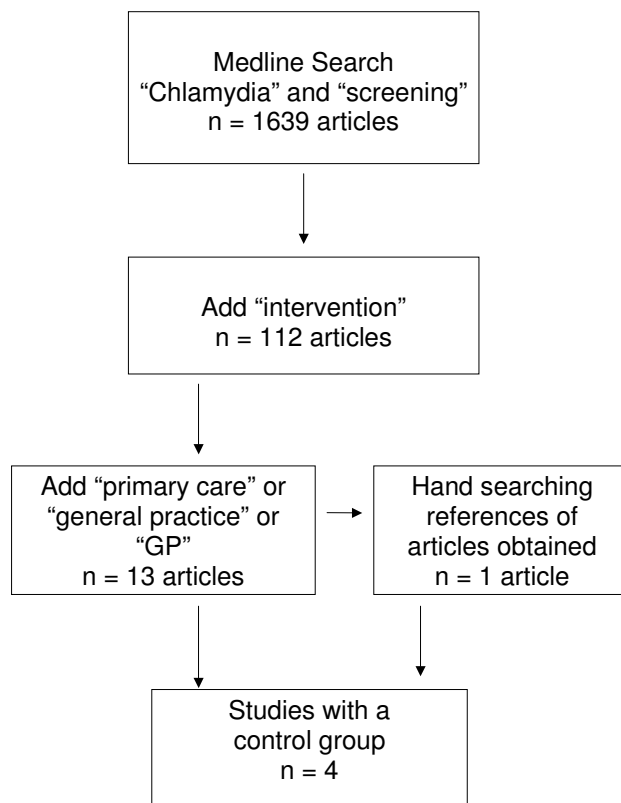 Medline Search
“Chlamydia” and “screening”
n = 1639 articles
Add “intervention”
n = 112 articles
Add “primary care” or
“general practice” or
“GP”
n = 13 articles
Hand searching
references of
articles obtained
n = 1 article
Studies with a
control group
n = 4